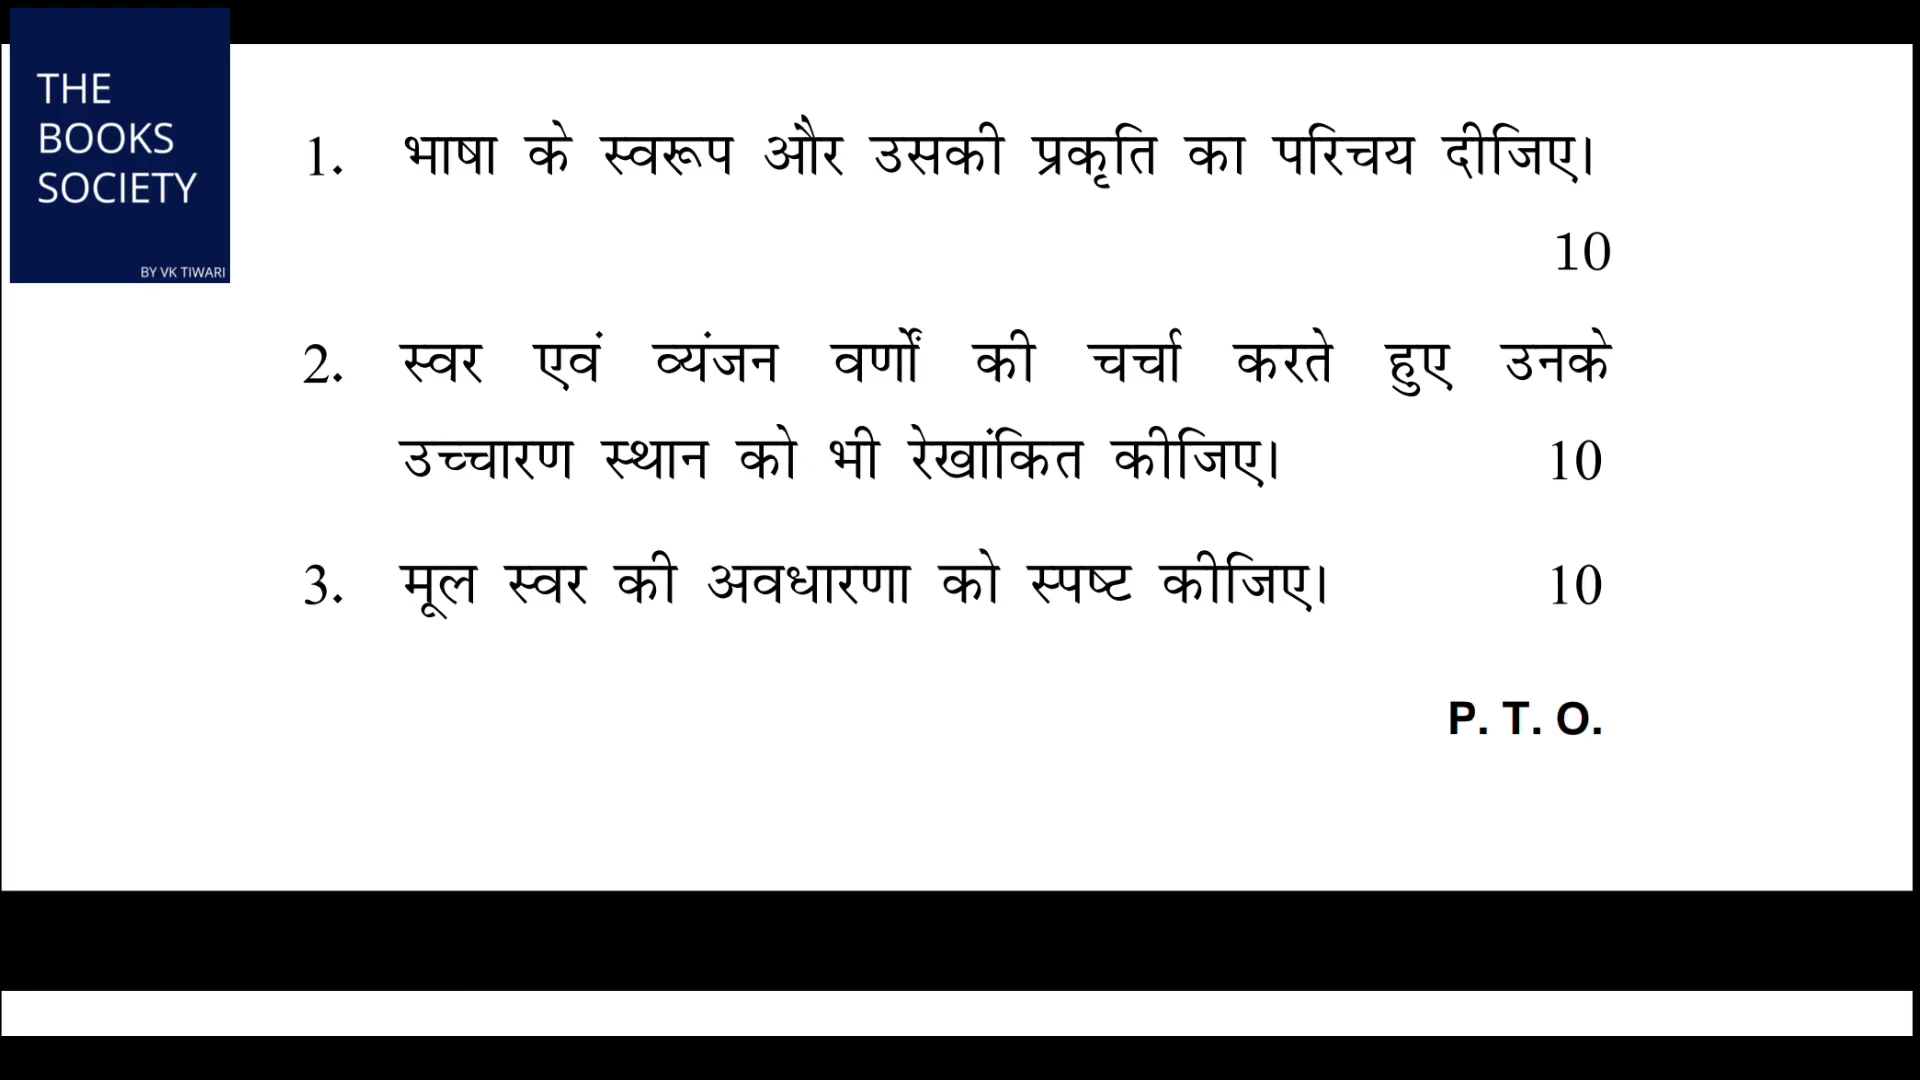 THE
BOOKS
SOCIETY
BY VK TIWARI
1. भाषा के स्वरूप और उसकी प्रकृति का परिचय दीजिए।
10
2. स्वर एवं व्यंजन वर्णों की चर्चा करते हुए उनके
उच्चारण स्थान को भी रेखांकित कीजिए। 10
3. मूल स्वर की अवधारणा को स्पष्ट कीजिए। 10
P. T. O.